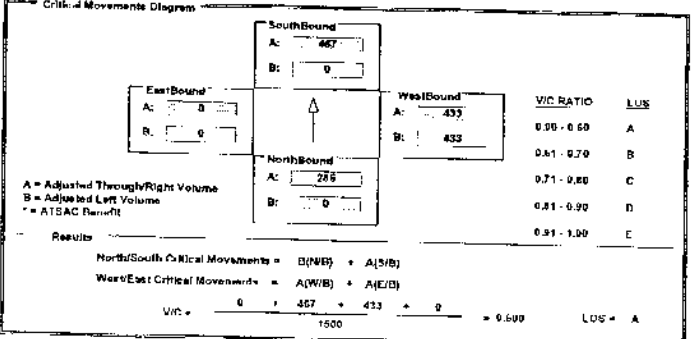 Critical Movements Diagram
SouthBound
A: 467
B: 0
EastBound
A: 0
B: 0
WestBound
A: 433
B: 433
NorthBound
A: 286
B: 0
V/C RATIO LOS
0.00 - 0.60 A
0.61 - 0.70 B
0.71 - 0.80 C
0.81 - 0.90 D
0.91 - 1.00 E
A = Adjusted Through/Right Volume
B = Adjusted Left Volume
* = ATSAC Benefit
Results
North/South Critical Movements = B(N/B) + A(S/B)
West/East Critical Movements = A(W/B) + A(E/B)
V/C = 0 + 467 + 433 + 0 / 1500 = 0.600 LOS = A